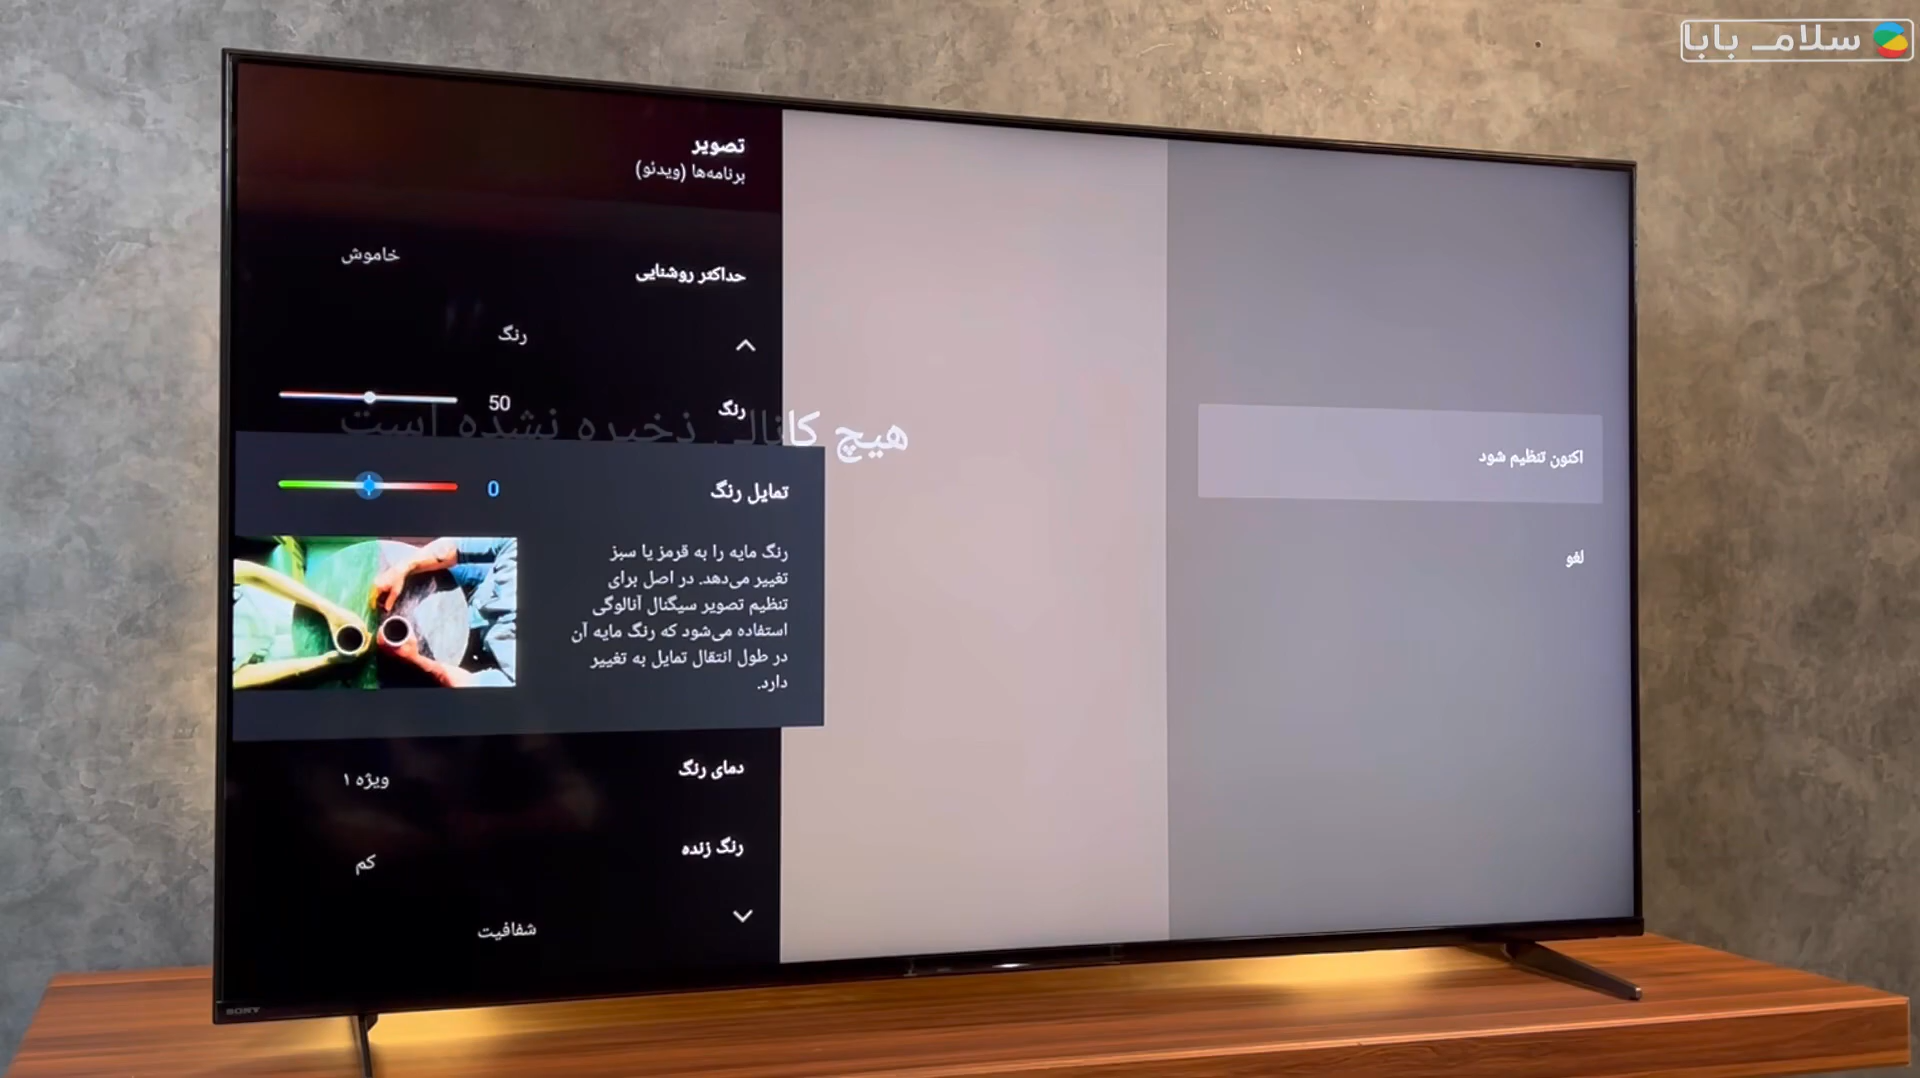 سلامـ بابا
تصویر
برنامه‌ها (ویدئو)
حداکثر روشنایی
خاموش
رنگ
رنگ
50
هیچ کانالی ذخیره نشده است
تمایل رنگ
0
رنگ مایه را به قرمز یا سبز
تغییر می‌دهد. در اصل برای
تنظیم تصویر سیگنال آنالوگی
استفاده می‌شود که رنگ مایه آن
در طول انتقال تمایل به تغییر
دارد.
دمای رنگ
ویژه ۱
رنگ زنده
کم
شفافیت
اکنون تنظیم شود
لغو
SONY